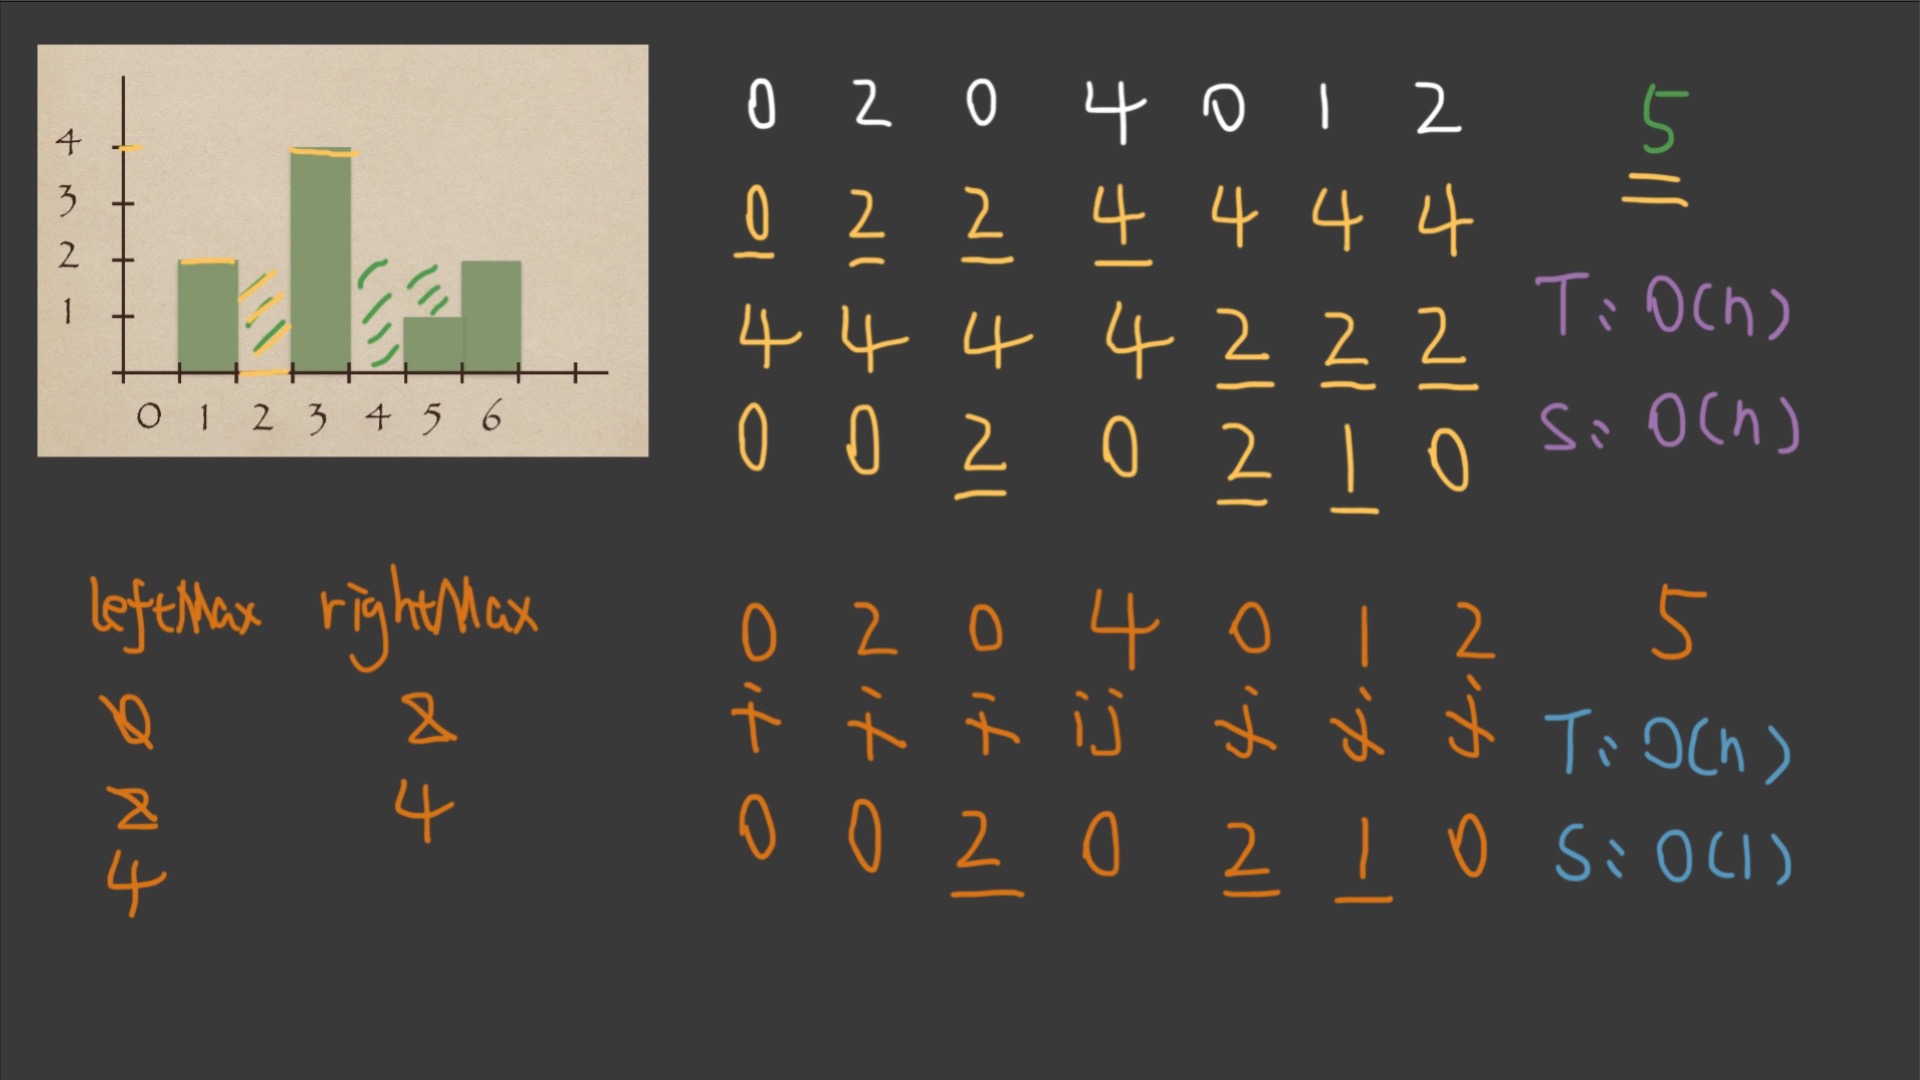 4
3
2
1
0 1 2 3 4 5 6
0 2 0 4 0 1 2
5
0 2 2 4 4 4 4
4 4 4 4 2 2 2
0 0 2 0 2 1 0
T: O(n)
S: O(n)
leftMax rightMax
0 2
2 4
4
0 2 0 4 0 1 2
5
i i i i j j j j
0 0 2 0 2 1 0
T: O(n)
S: O(1)